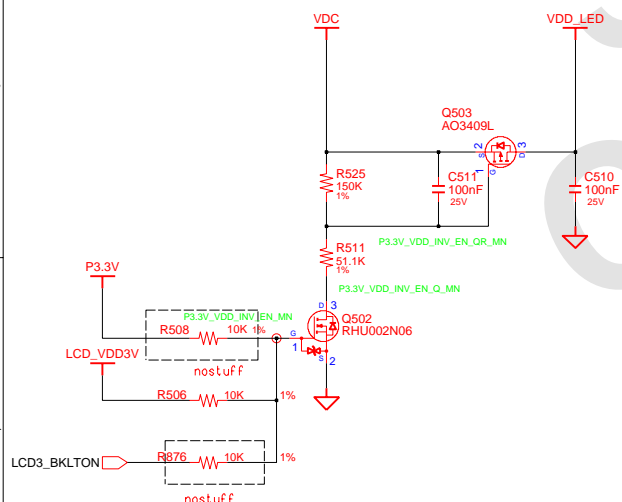 VDC
VDD_LED
Q503
AO3409L
2
S
G
1
D
3
R525
150K
1%
C511
100nF
25V
C510
100nF
25V
P3.3V_VDD_INV_EN_QR_MN
R511
51.1K
1%
P3.3V
P3.3V_VDD_INV_EN_Q_MN
D
3
P3.3V_VDD_INV_EN_MN
Q502
RHU002N06
R508
10K
1%
G
1
S
2
LCD_VDD3V
nostuff
R506
10K
1%
LCD3_BKLTON
R876
10K
1%
nostuff